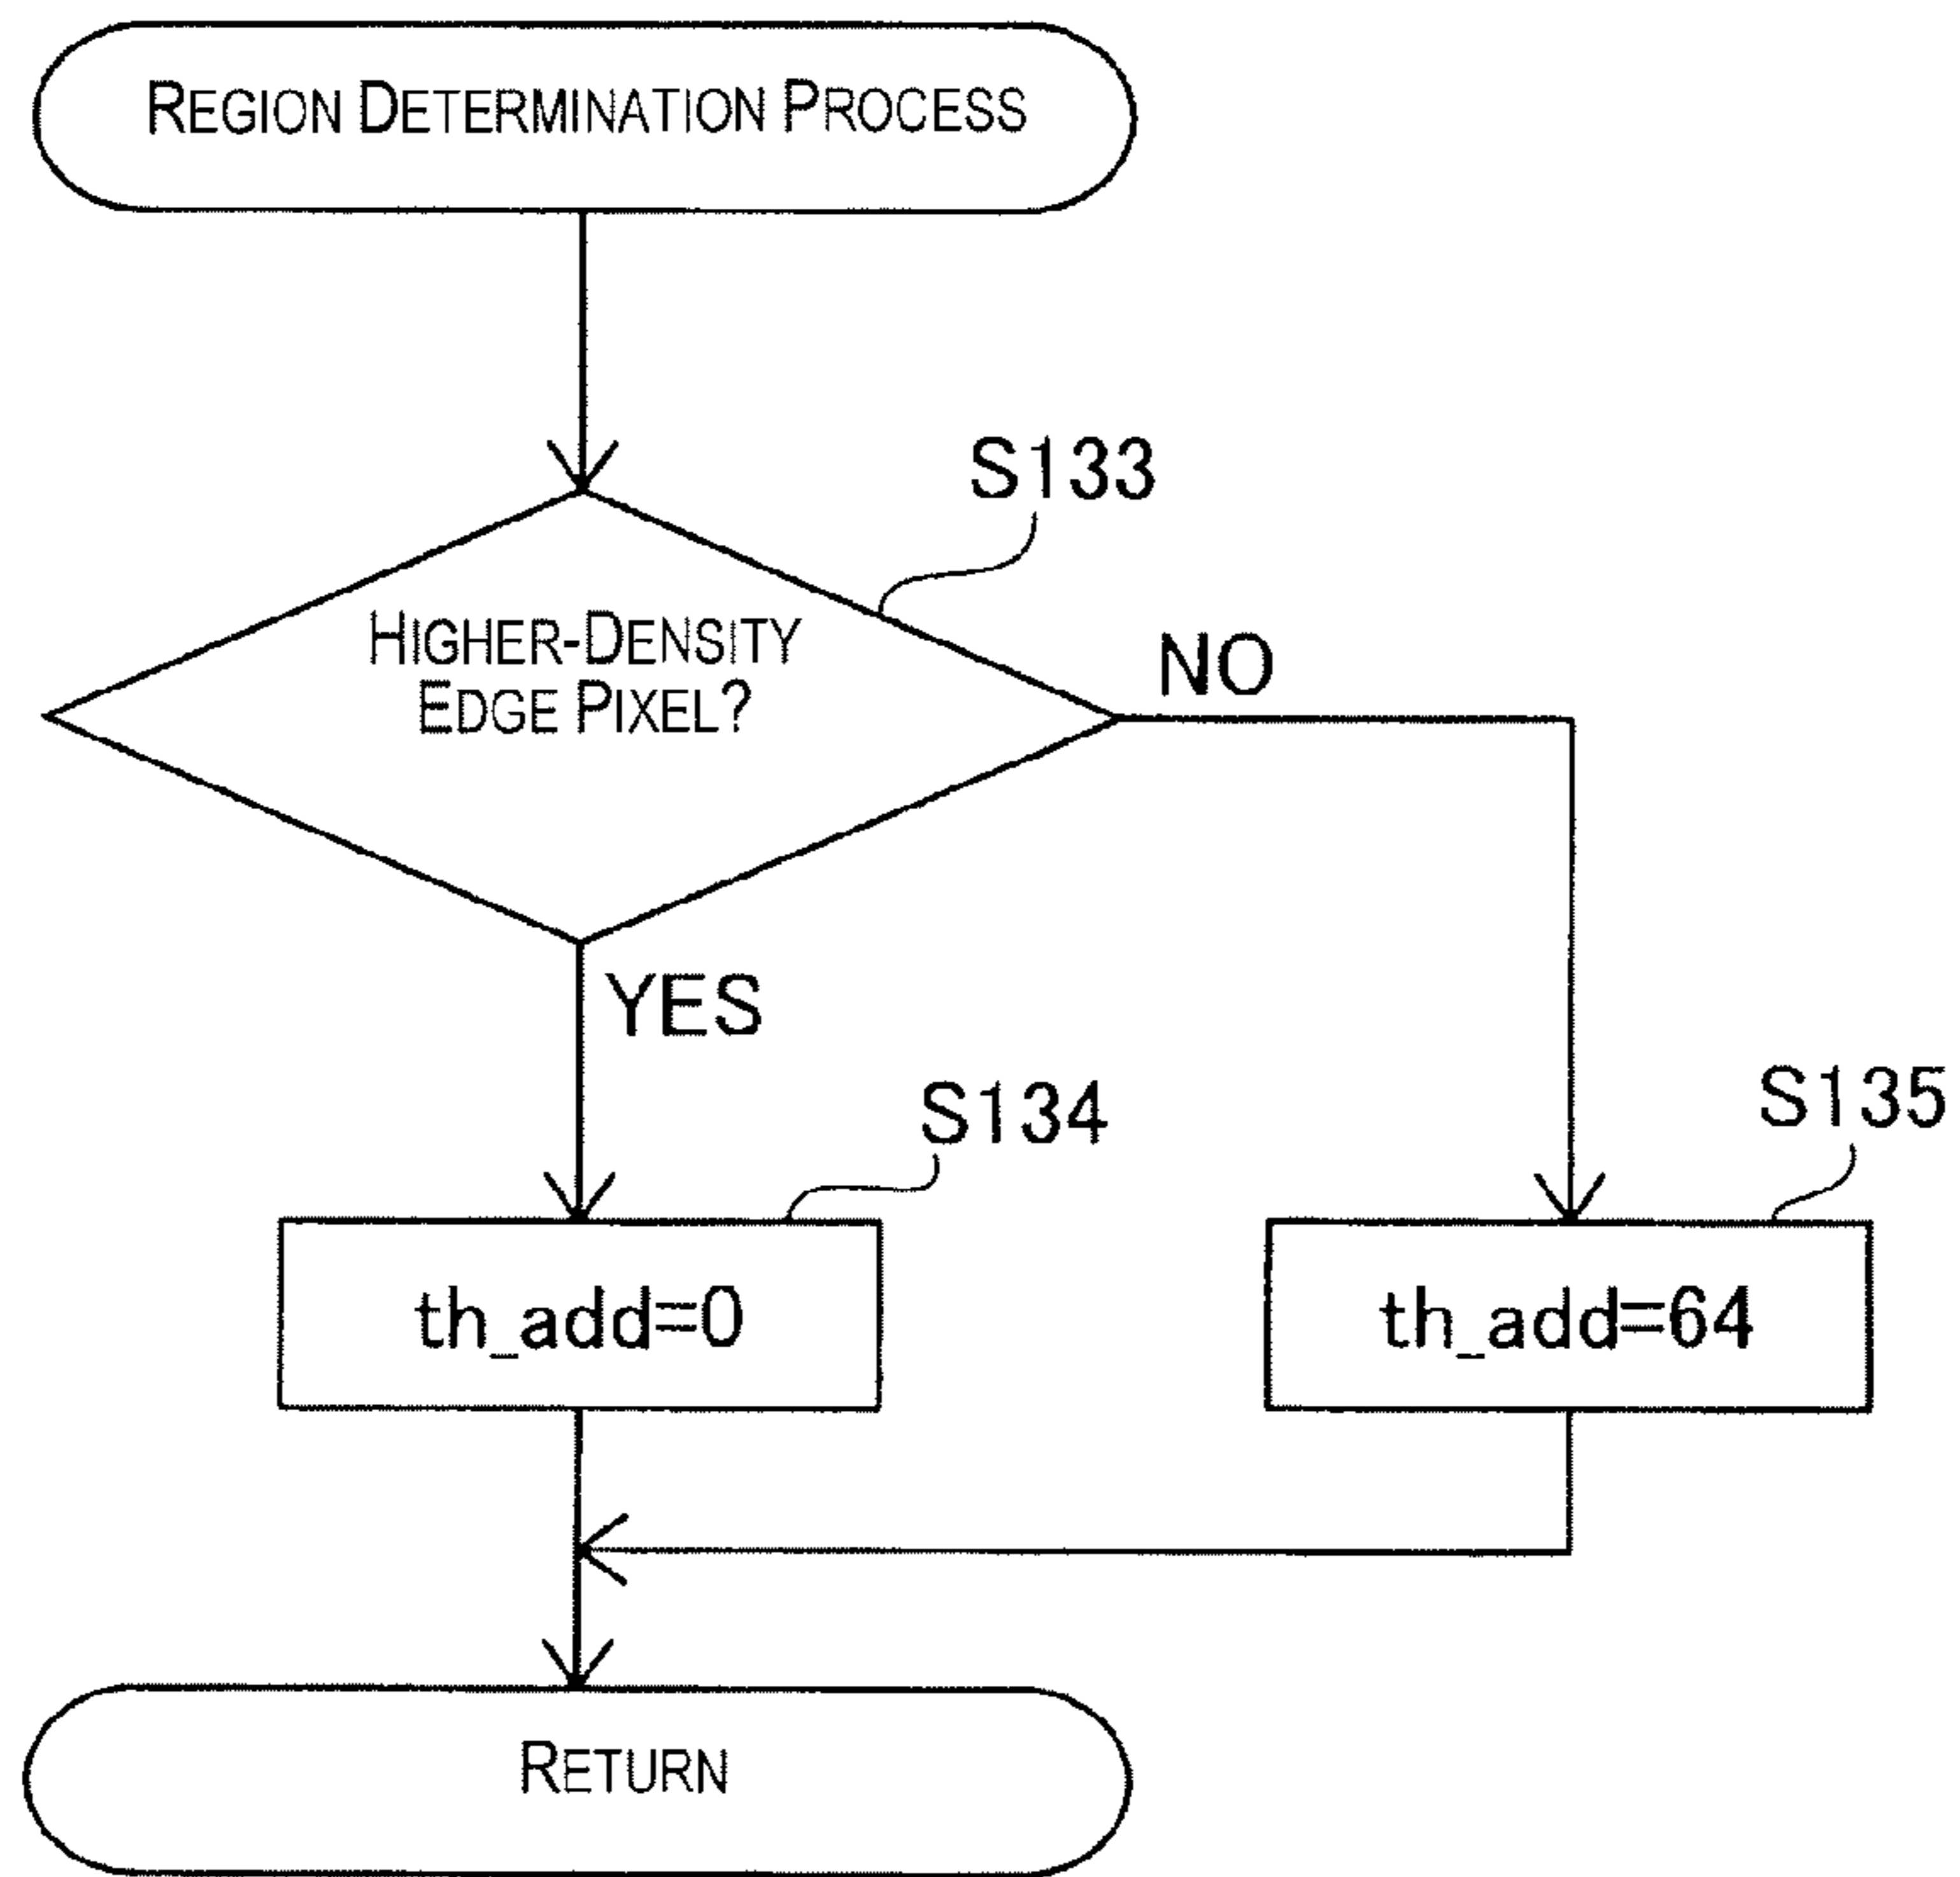 REGION DETERMINATION PROCESS
S133
HIGHER-DENSITY
EDGE PIXEL?
NO
YES
S134
S135
th_add=0
th_add=64
RETURN